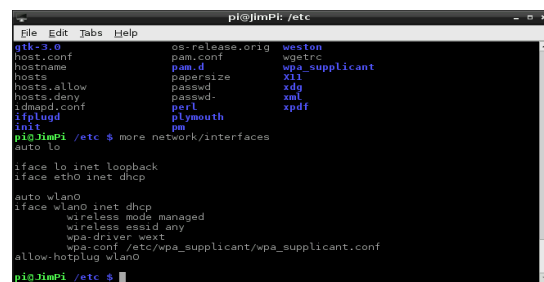 pi@JimPi: /etc
File Edit Tabs Help
gtk-3.0 os-release.orig weston
host.conf pam.conf wgetrc
hostname pam.d wpa_supplicant
hosts papersize X11
hosts.allow passwd xdg
hosts.deny passwd- xml
idmapd.conf perl xpdf
ifplugd plymouth
init pm
pi@JimPi /etc $ more network/interfaces
auto lo
iface lo inet loopback
iface eth0 inet dhcp
auto wlan0
iface wlan0 inet dhcp
wireless mode managed
wireless essid any
wpa-driver wext
wpa-conf /etc/wpa_supplicant/wpa_supplicant.conf
allow-hotplug wlan0
pi@JimPi /etc $